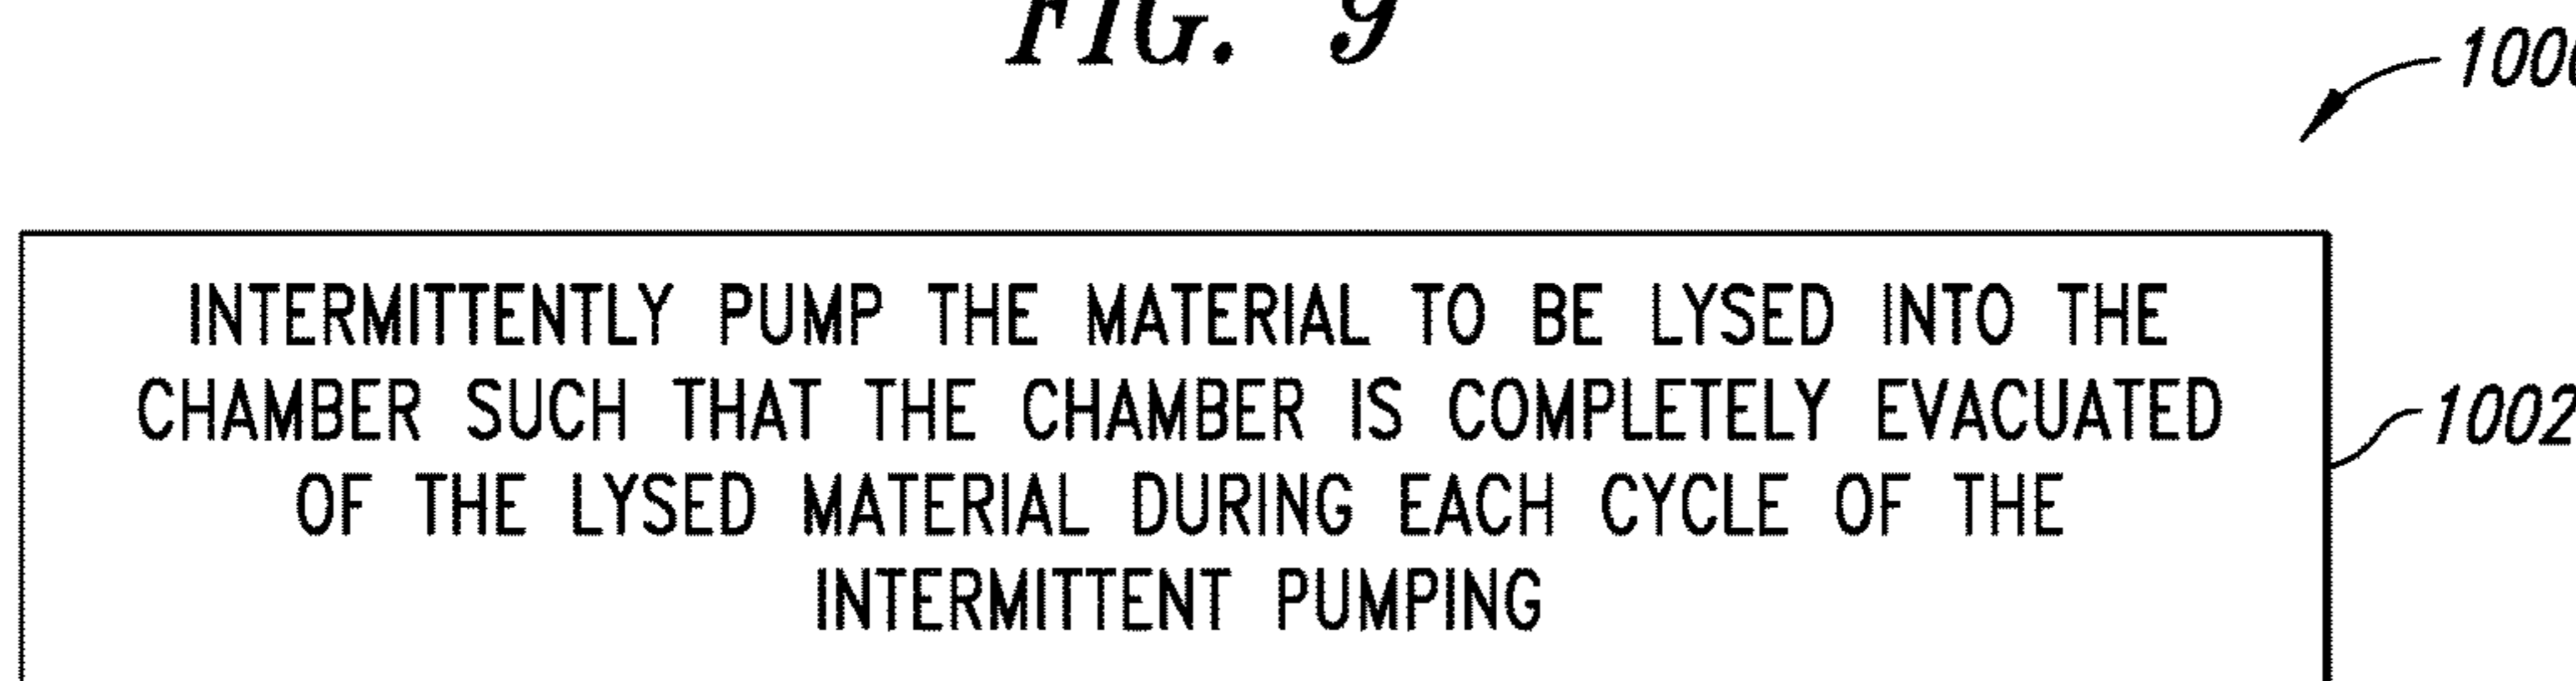 FIG. 9
INTERMITTENTLY PUMP THE MATERIAL TO BE LYSED INTO THE
CHAMBER SUCH THAT THE CHAMBER IS COMPLETELY EVACUATED
1002
OF THE LYSED MATERIAL DURING EACH CYCLE OF THE
INTERMITTENT PUMPING